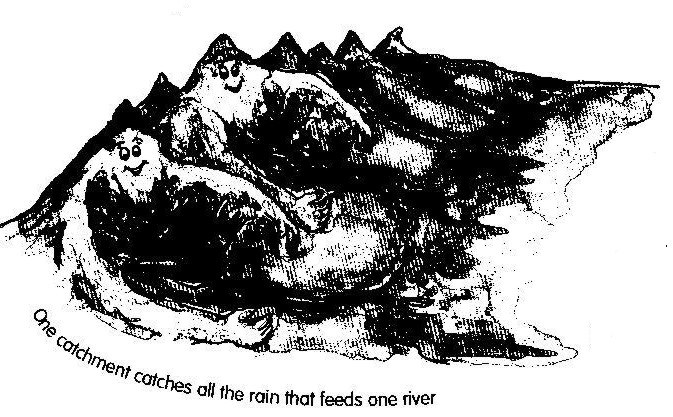 One catchment catches all the rain that feeds one river